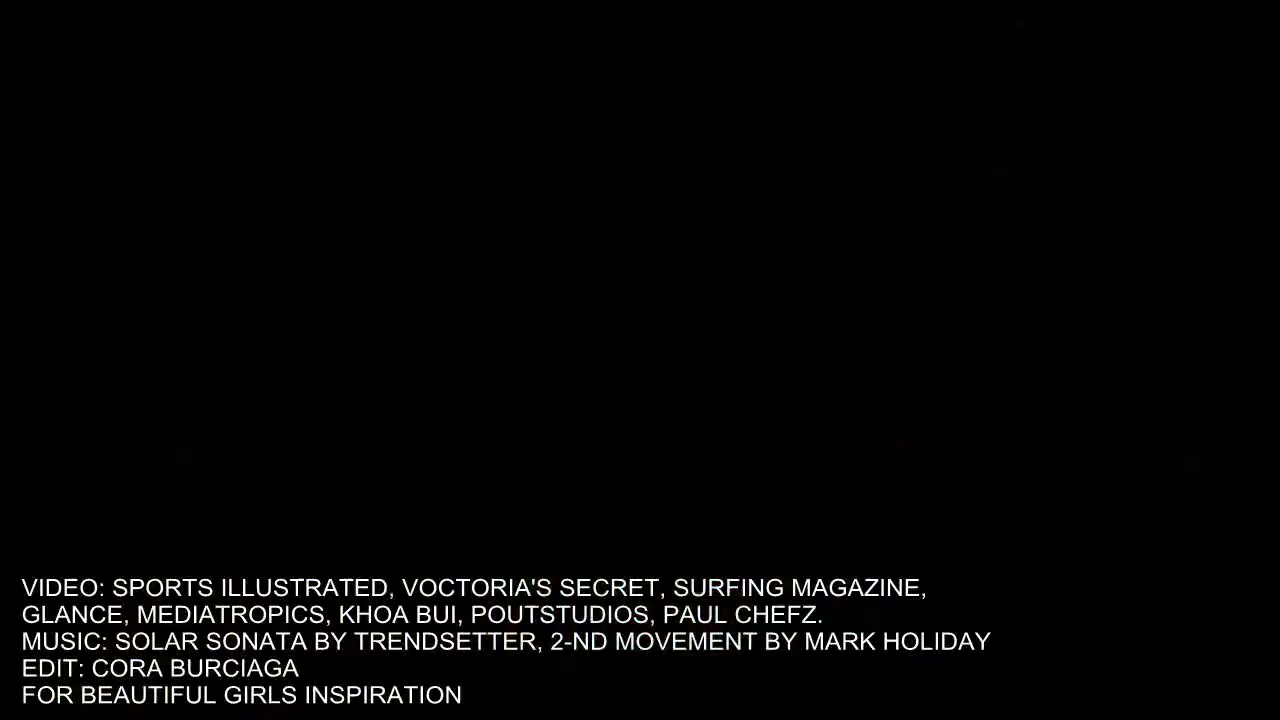 VIDEO: SPORTS ILLUSTRATED, VOCTORIA'S SECRET, SURFING MAGAZINE,
GLANCE, MEDIATROPICS, KHOA BUI, POUTSTUDIOS, PAUL CHEFZ.
MUSIC: SOLAR SONATA BY TRENDSETTER, 2-ND MOVEMENT BY MARK HOLIDAY
EDIT: CORA BURCIAGA
FOR BEAUTIFUL GIRLS INSPIRATION